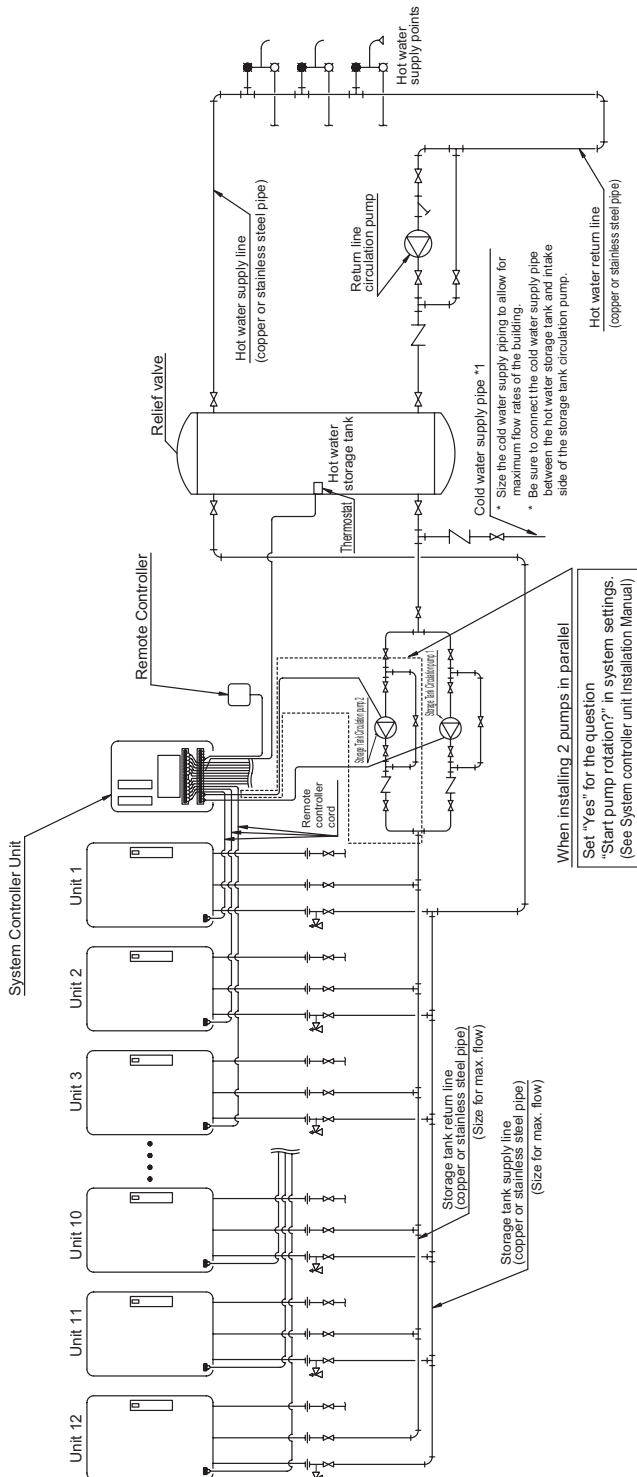 System Controller Unit
Remote Controller
Relief valve
Hot water supply line
(copper or stainless steel pipe)
Unit 12
Unit 11
Unit 10
Unit 3
Unit 2
Unit 1
Remote
controller
cord
Thermostat
Hot water
storage tank
Return line
circulation pump
Hot water
supply points
Storage Tank Circulation pump 2
Storage Tank Circulation pump 1
Cold water supply pipe *1
* Size the cold water supply piping to allow for
maximum flow rates of the building.
* Be sure to connect the cold water supply pipe
between the hot water storage tank and intake
side of the storage tank circulation pump.
Hot water return line
(copper or stainless steel pipe)
Storage tank return line
(copper or stainless steel pipe)
(Size for max. flow)
Storage tank supply line
(copper or stainless steel pipe)
(Size for max. flow)
When installing 2 pumps in parallel
Set “Yes” for the question
“Start pump rotation?” in system settings.
(See System controller unit Installation Manual)